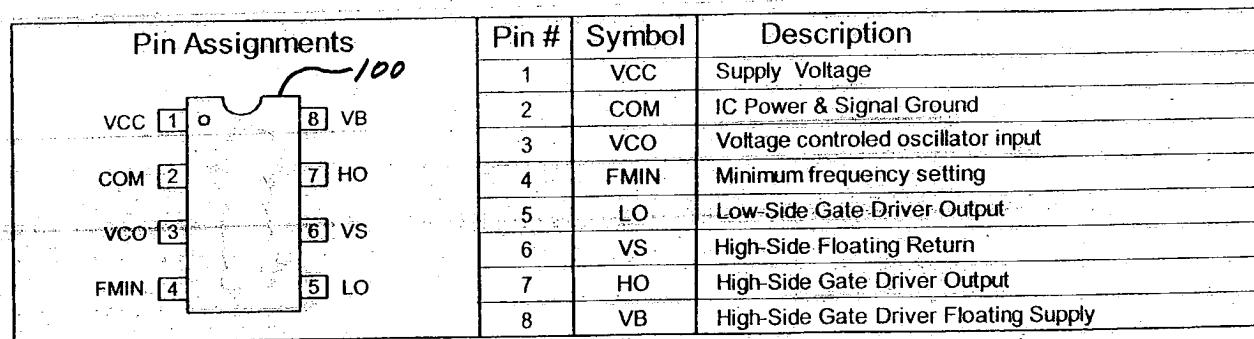 Pin Assignments
100
VCC 1 8 VB
COM 2 7 HO
VCO 3 6 VS
FMIN 4 5 LO
Pin # Symbol Description
1 VCC Supply Voltage
2 COM IC Power & Signal Ground
3 VCO Voltage controled oscillator input
4 FMIN Minimum frequency setting
5 LO Low-Side Gate Driver Output
6 VS High-Side Floating Return
7 HO High-Side Gate Driver Output
8 VB High-Side Gate Driver Floating Supply